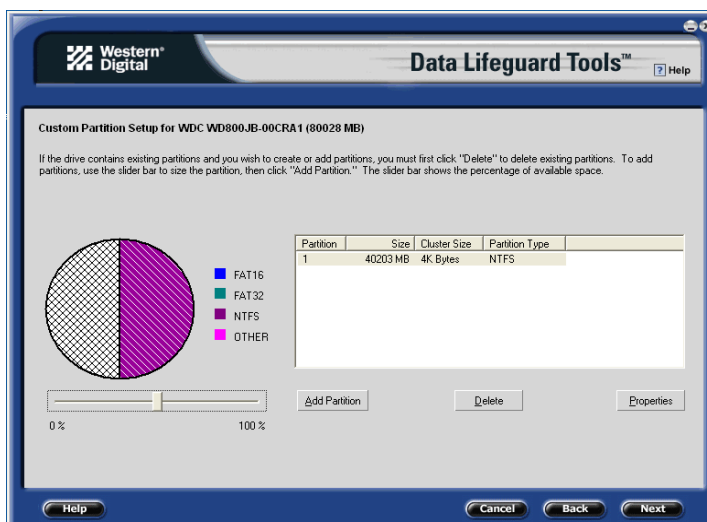 Western®
Digital
Data Lifeguard Tools™
? Help
Custom Partition Setup for WDC WD800JB-00CRA1 (80028 MB)
If the drive contains existing partitions and you wish to create or add partitions, you must first click "Delete" to delete existing partitions. To add
partitions, use the slider bar to size the partition, then click "Add Partition." The slider bar shows the percentage of available space.
Partition Size Cluster Size Partition Type
1 40203 MB 4K Bytes NTFS
FAT16
FAT32
NTFS
OTHER
Add Partition Delete Properties
0 % 100 %
Help Cancel Back Next